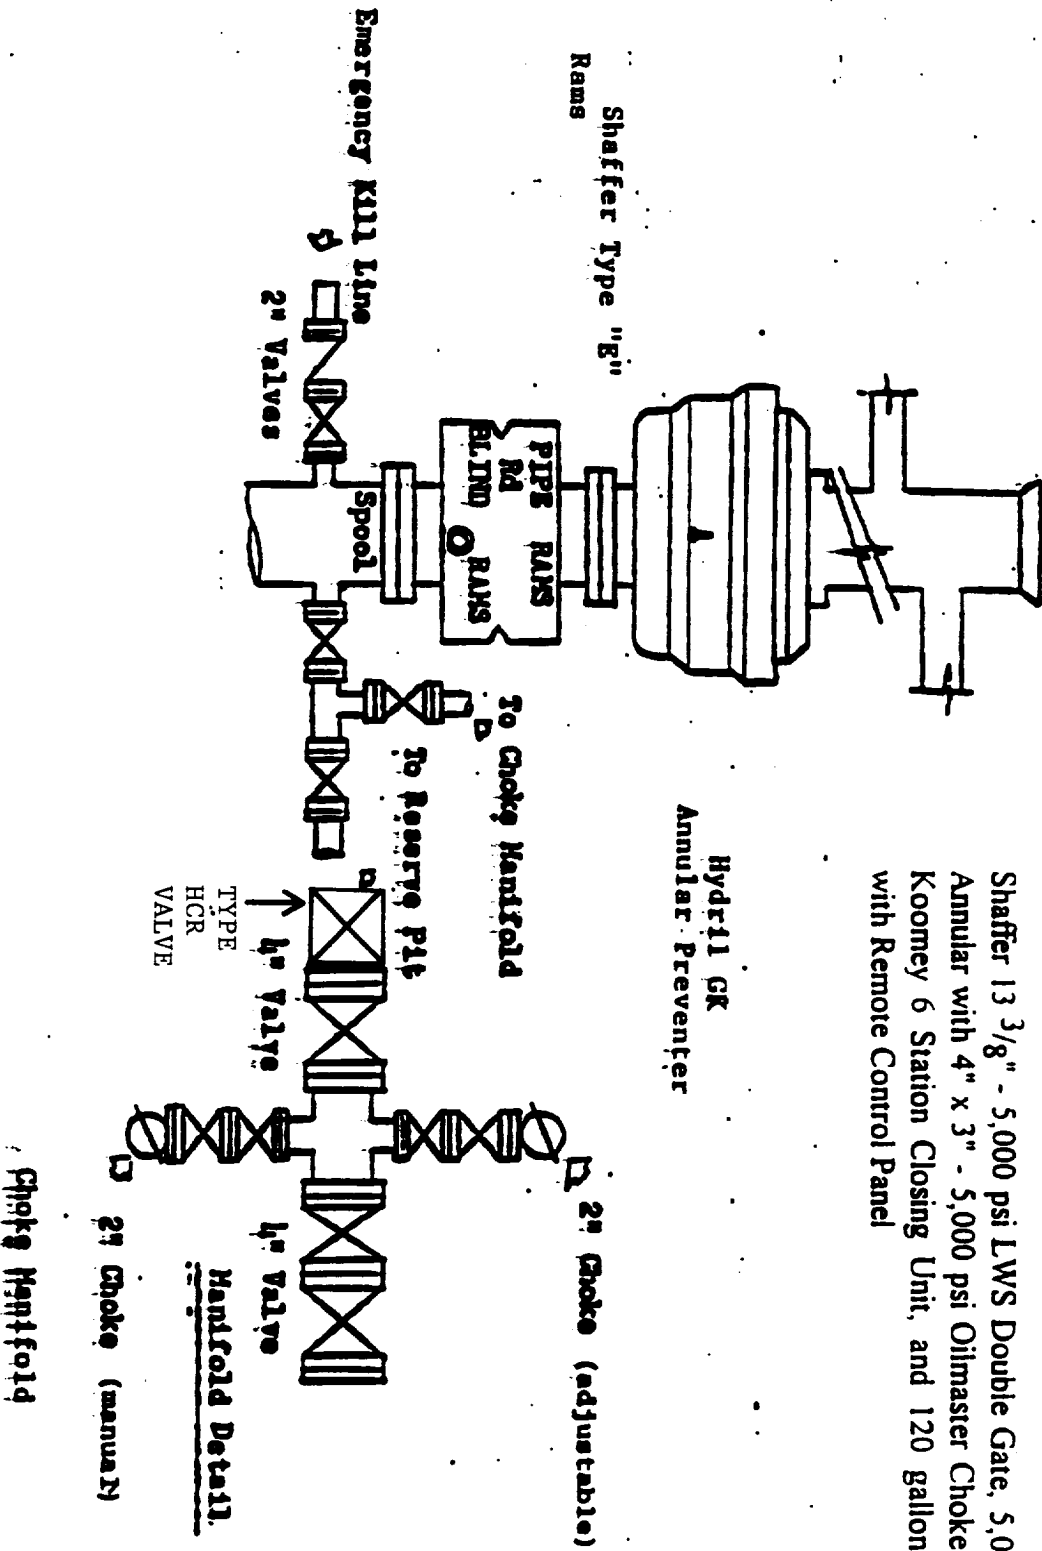 Shaffer 13 3/8" - 5,000 psi LWS Double Gate, 5,0
Annular with 4" x 3" - 5,000 psi Oilmaster Choke
Koomey 6 Station Closing Unit, and 120 gallon
with Remote Control Panel
Hydril GK
Annular Preventer
Shaffer Type "E"
Rams
PIPE RAMS
Rd
BLIND RAMS
Spool
To Choke Manifold
To Reserve Pit
Emergency Kill Line
2" Valves
TYPE
HCR
VALVE
4" Valve
4" Valve
2" Choke (adjustable)
2" Choke (manual)
Manifold Detail
Choke Manifold